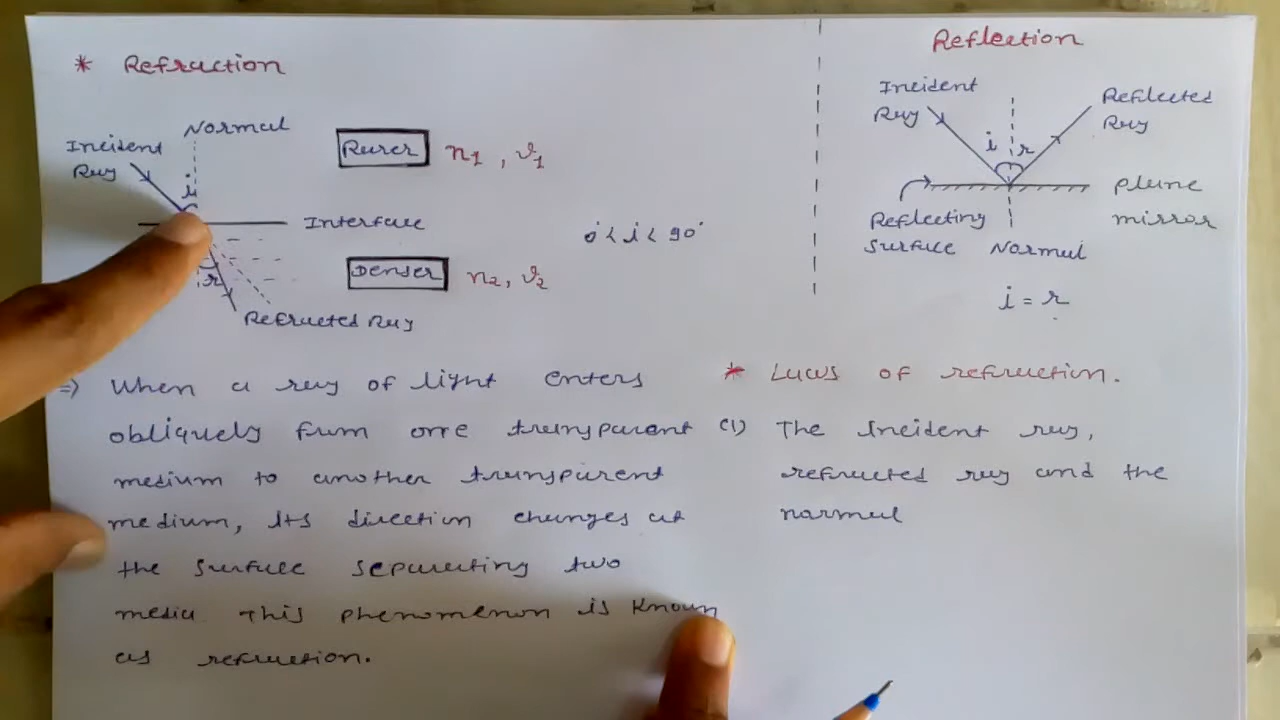 * Refraction
Normal
Incident
Ray
i
Rarer n1, v1
Interface
0° < i < 90°
Denser n2, v2
r
Refracted Ray
=> When a ray of light enters
obliquely from one transparent
medium to another transparent
medium, its direction changes at
the surface separating two
media This phenomenon is known
as refraction.
Reflection
Incident
Ray
Reflected
Ray
i r
plane
mirror
Reflecting
surface
Normal
i = r
* Laws of refraction.
(1) The Incident ray,
refracted ray and the
normal